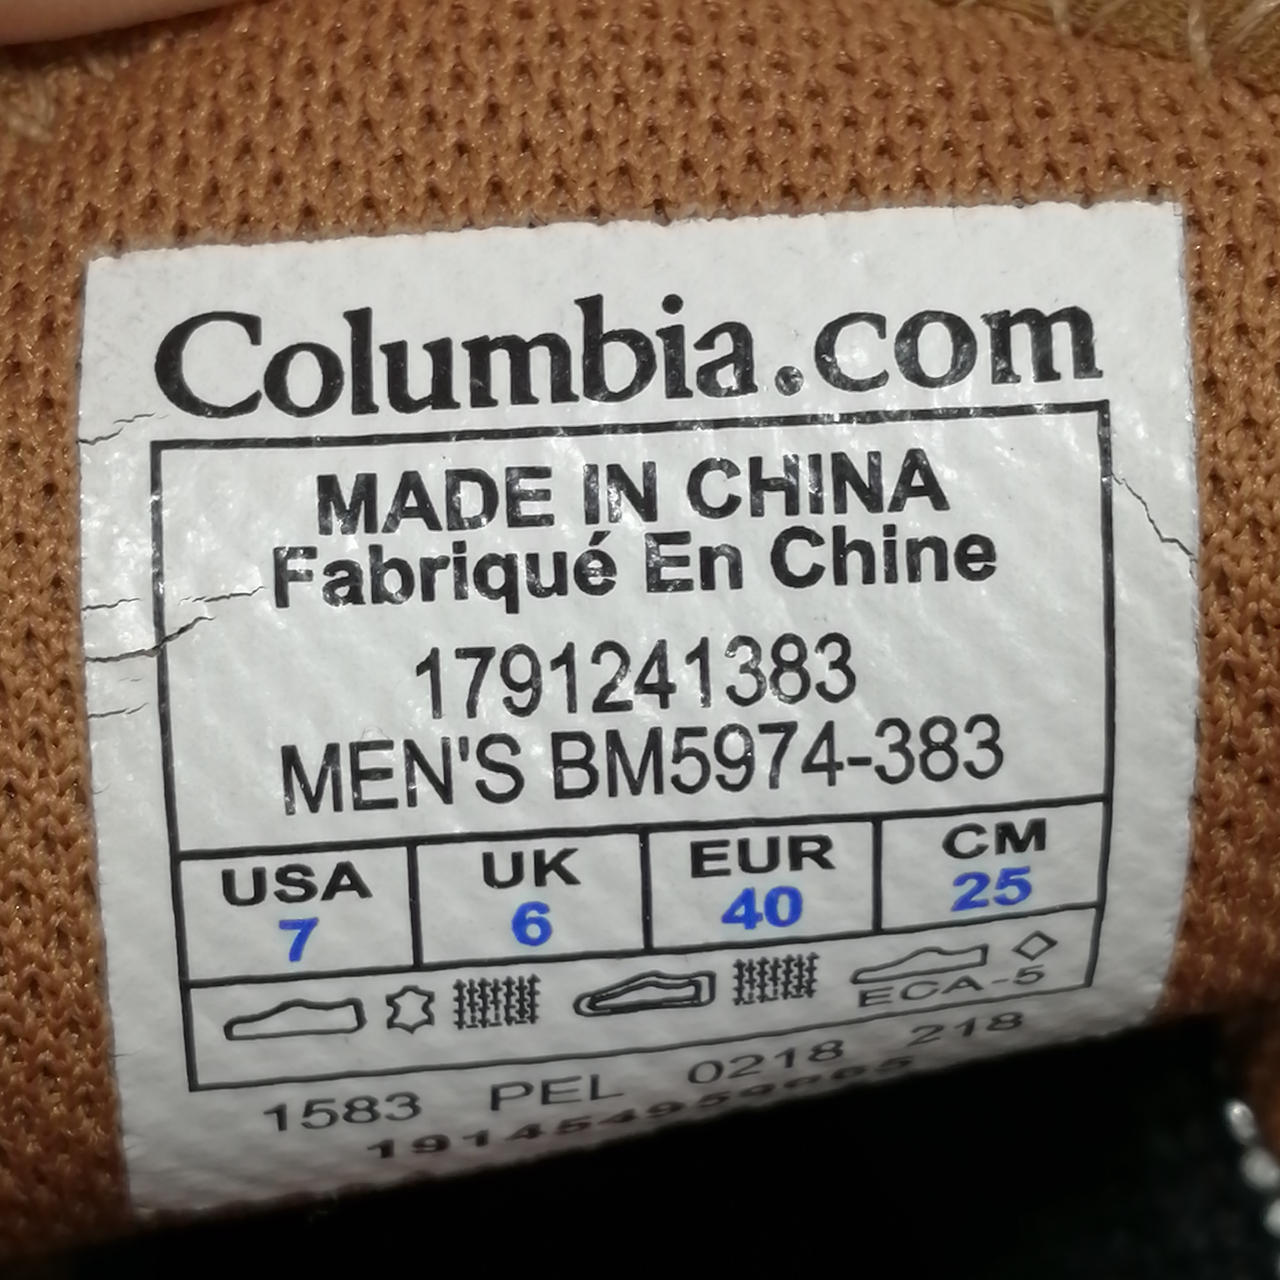 Columbia.com
MADE IN CHINA
Fabriqué En Chine
1791241383
MEN'S BM5974-383
USA UK EUR CM
7 6 40 25
ECA-5
1583 PEL 0218 218